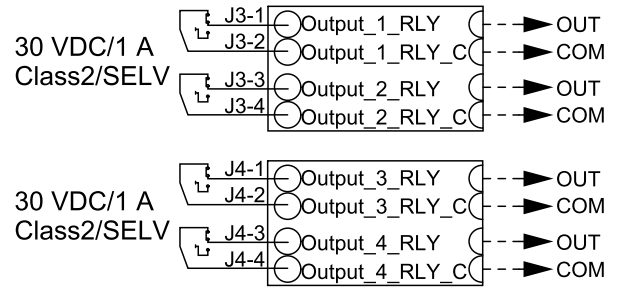 J3-1 Output_1_RLY OUT
30 VDC/1 A J3-2 Output_1_RLY_C COM
Class2/SELV J3-3 Output_2_RLY OUT
J3-4 Output_2_RLY_C COM
J4-1 Output_3_RLY OUT
30 VDC/1 A J4-2 Output_3_RLY_C COM
Class2/SELV J4-3 Output_4_RLY OUT
J4-4 Output_4_RLY_C COM